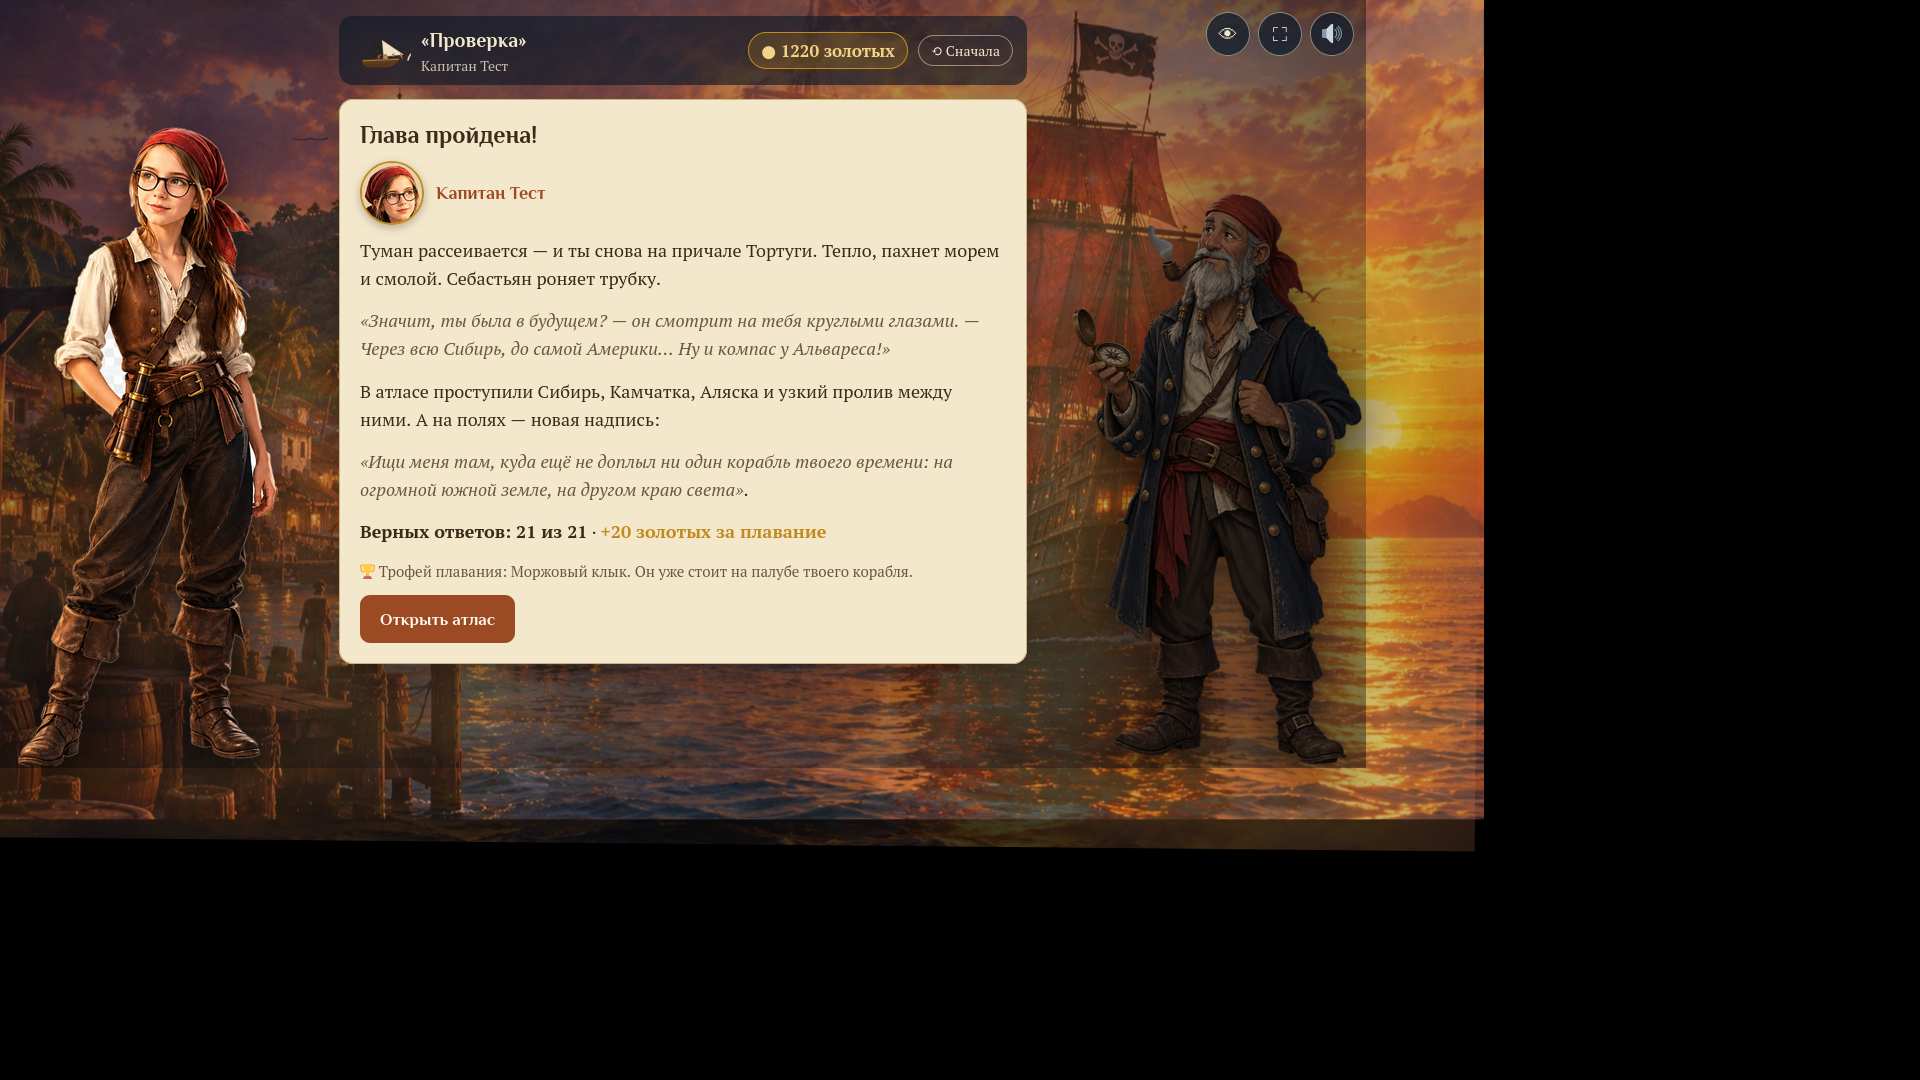 «Проверка»
Капитан Тест
1220 золотых
⟲ Сначала
Глава пройдена!
Капитан Тест
Туман рассеивается — и ты снова на причале Тортуги. Тепло, пахнет морем
и смолой. Себастьян роняет трубку.
«Значит, ты была в будущем? — он смотрит на тебя круглыми глазами. —
Через всю Сибирь, до самой Америки... Ну и компас у Альвареса!»
В атласе проступили Сибирь, Камчатка, Аляска и узкий пролив между
ними. А на полях — новая надпись:
«Ищи меня там, куда ещё не доплыл ни один корабль твоего времени: на
огромной южной земле, на другом краю света».
Верных ответов: 21 из 21 · +20 золотых за плавание
🏆 Трофей плавания: Моржовый клык. Он уже стоит на палубе твоего корабля.
Открыть атлас